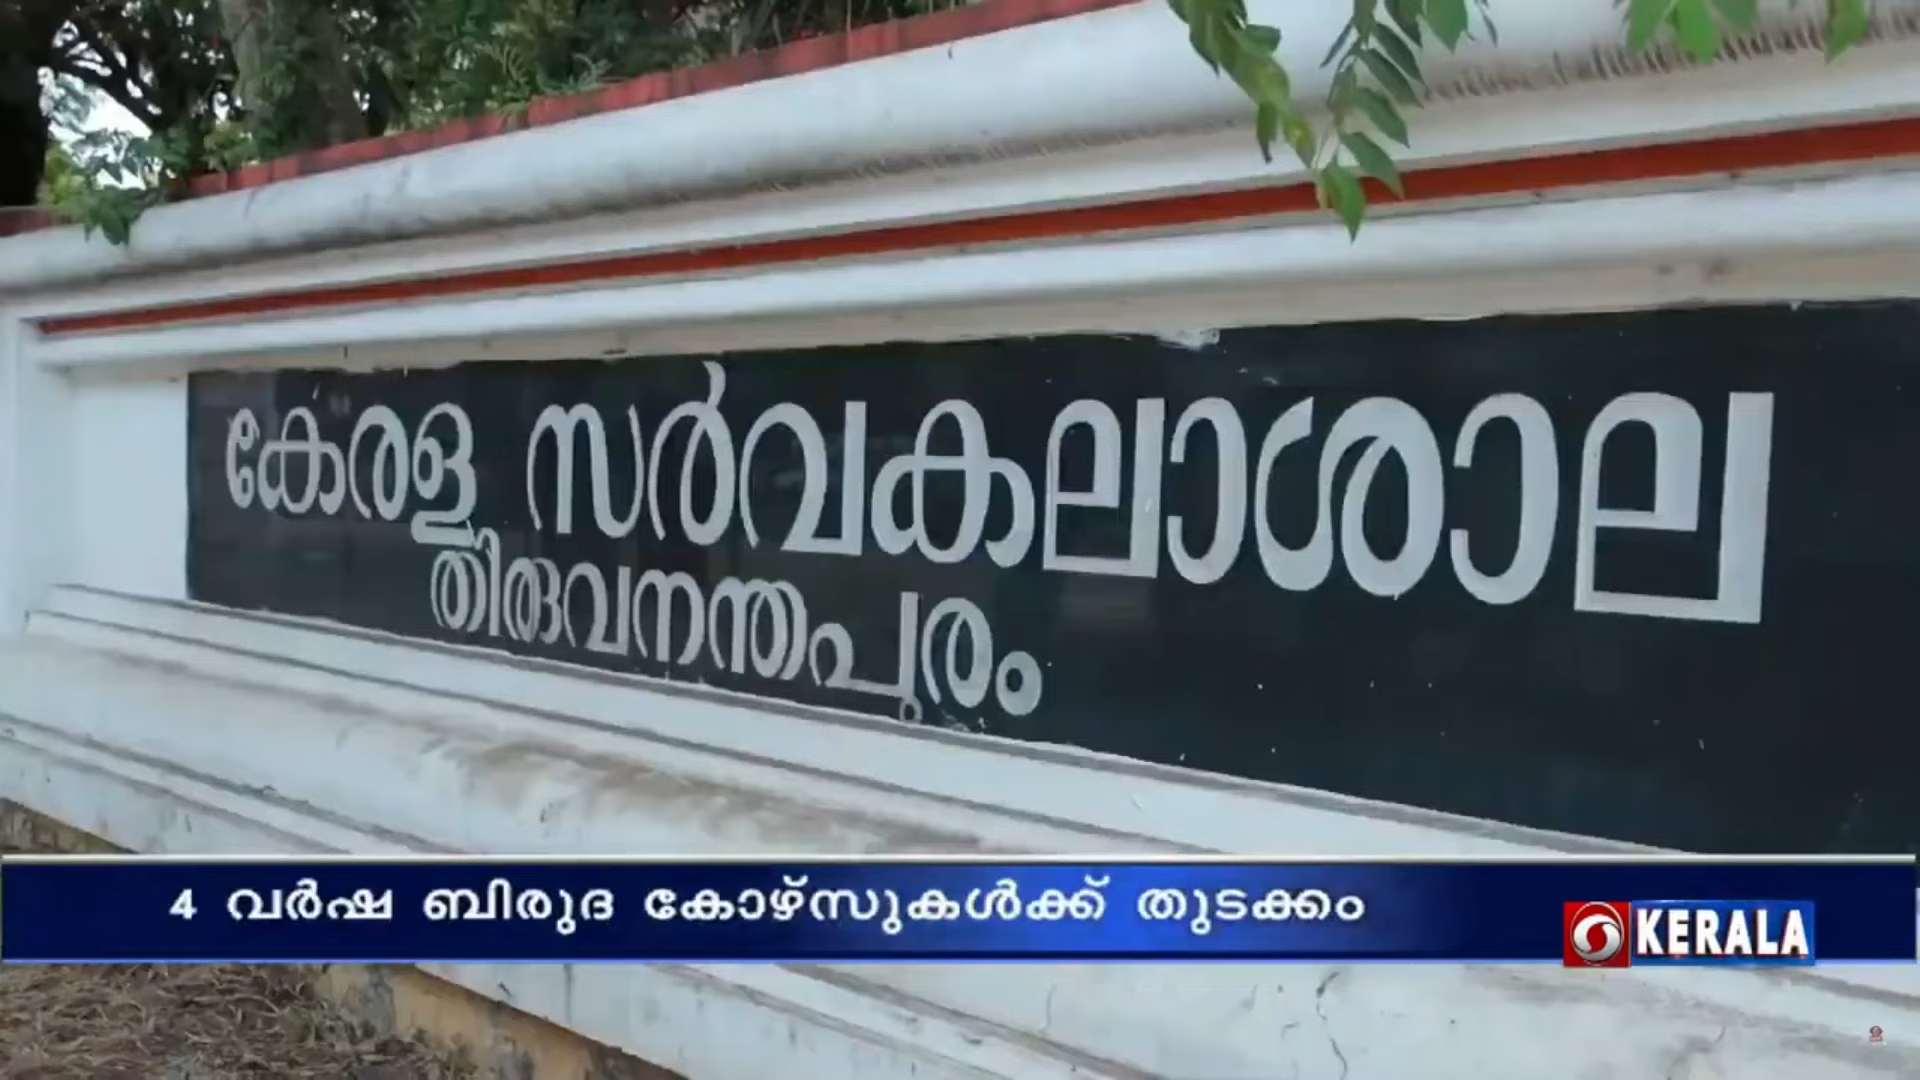 കേരള സർവകലാശാല
തിരുവനന്തപുരം
4 വർഷ ബിരുദ കോഴ്സുകൾക്ക് തുടക്കം
KERALA